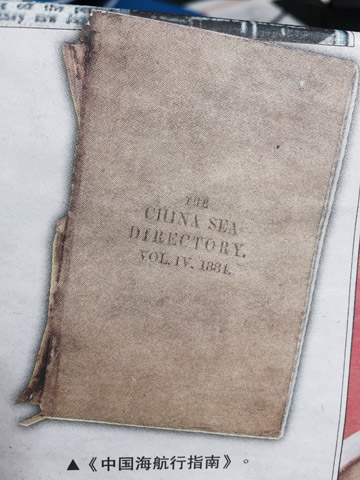 THE
CHINA SEA
DIRECTORY.
VOL. IV. 1884.
▲《中国海航行指南》。